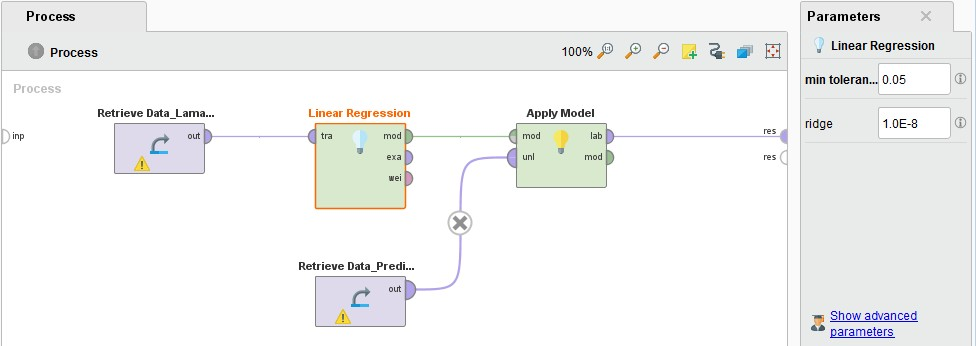 Process
Parameters
Process
100%
Linear Regression
Process
min toleran... 0.05
ridge 1.0E-8
Retrieve Data_Lama...
out
Linear Regression
tra mod
exa
wei
Apply Model
mod lab
unl mod
inp
res
res
Retrieve Data_Predi...
out
Show advanced
parameters